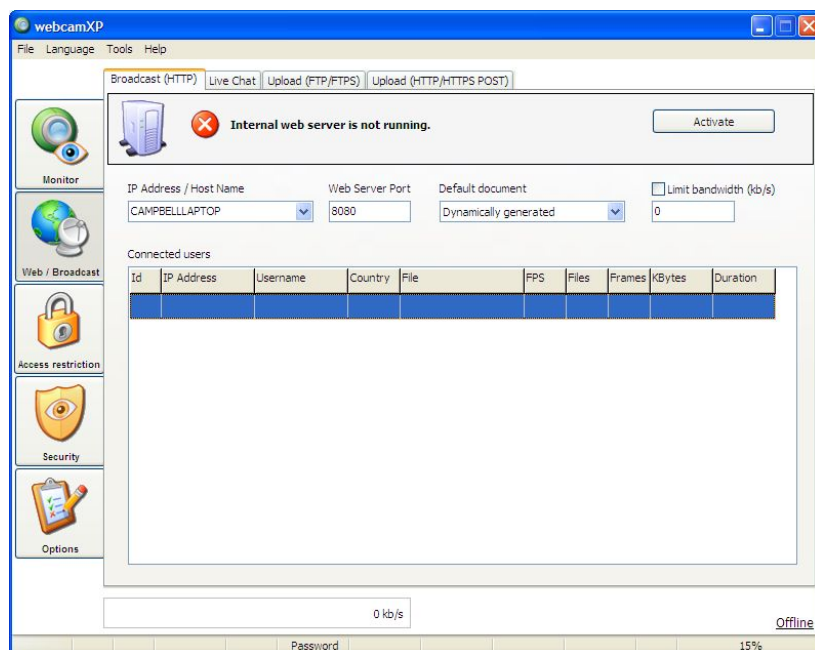 webcamXP
File Language Tools Help
Broadcast (HTTP) Live Chat Upload (FTP/FTPS) Upload (HTTP/HTTPS POST)
Internal web server is not running. Activate
Monitor
IP Address / Host Name Web Server Port Default document Limit bandwidth (kb/s)
CAMPBELLLAPTOP 8080 Dynamically generated 0
Connected users
Web / Broadcast
Id IP Address Username Country File FPS Files Frames KBytes Duration
Access restriction
Security
Options
0 kb/s
Offline
Password 15%